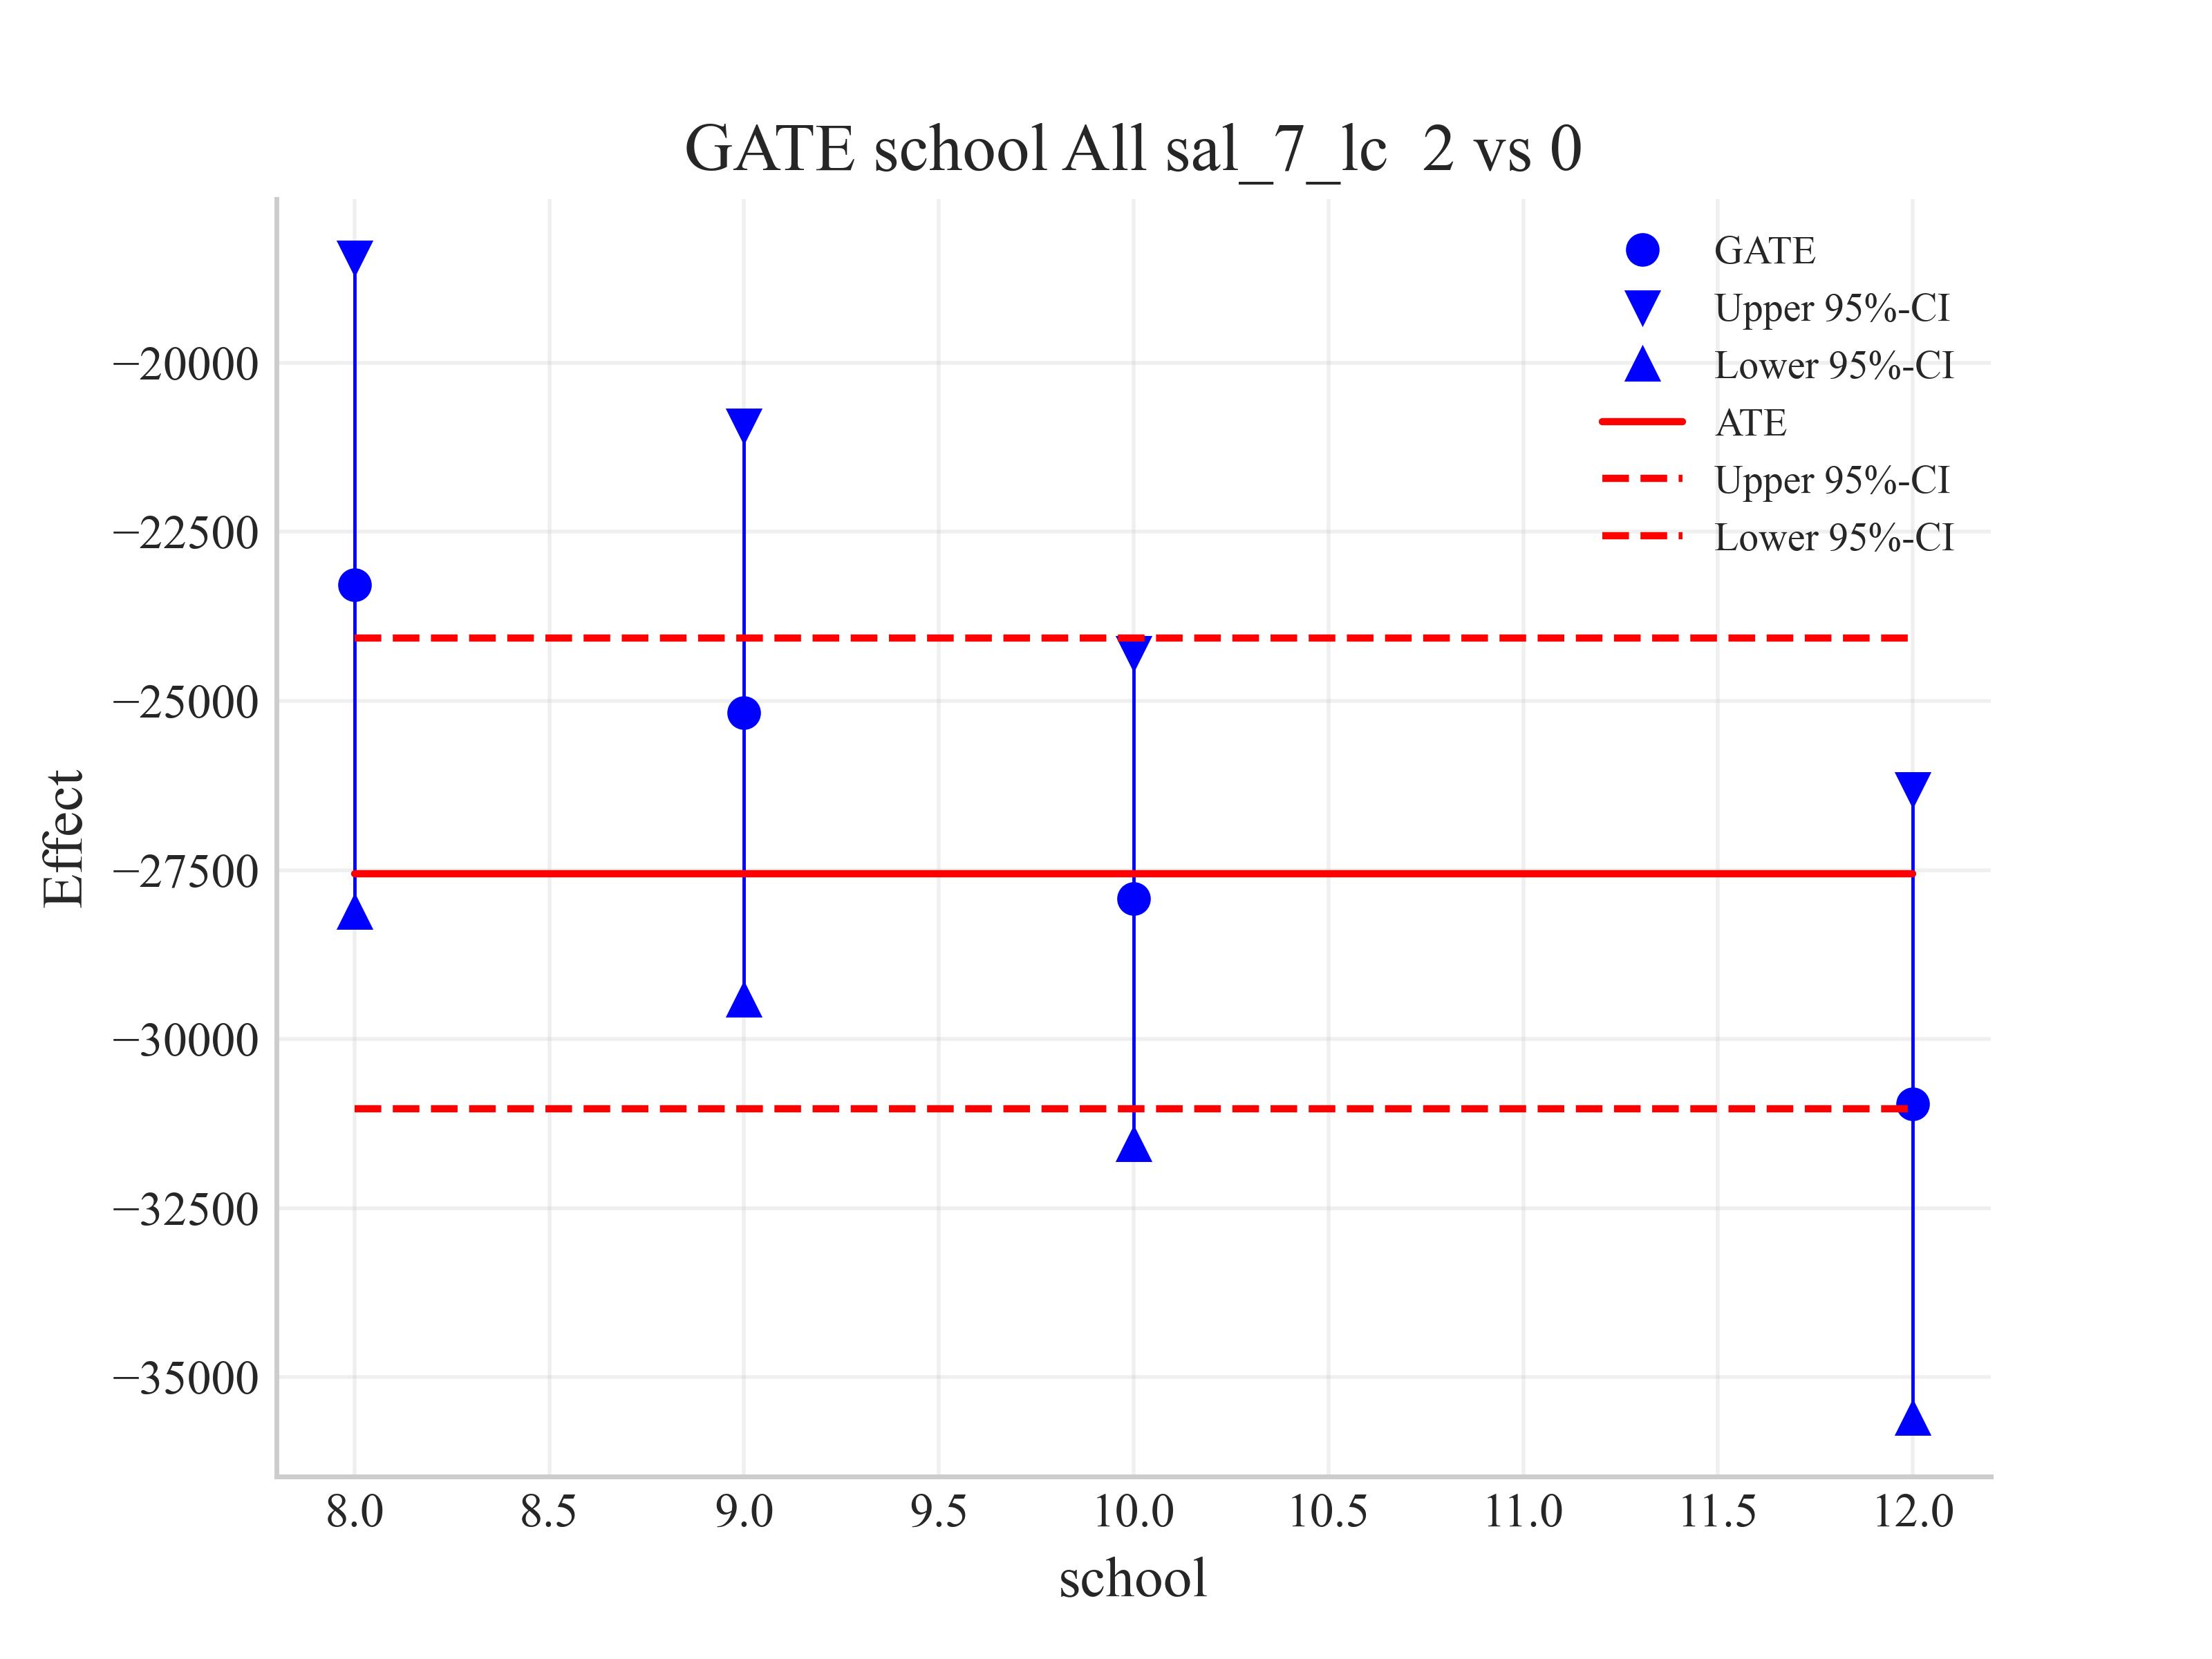 GATE school All sal_7_lc  2 vs 0
GATE
Upper 95%-CI
Lower 95%-CI
ATE
Upper 95%-CI
Lower 95%-CI
Effect
−20000
−22500
−25000
−27500
−30000
−32500
−35000
8.0 8.5 9.0 9.5 10.0 10.5 11.0 11.5 12.0
school